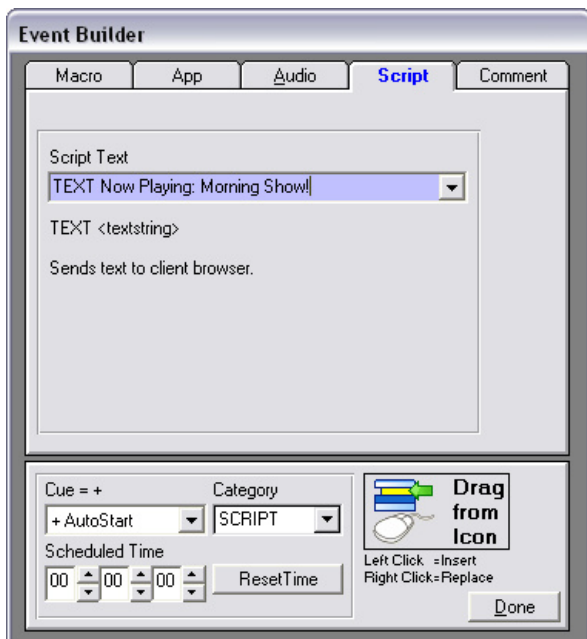 Event Builder
Macro App Audio Script Comment
Script Text
TEXT Now Playing: Morning Show!
TEXT <textstring>
Sends text to client browser.
Cue = + Category
+ AutoStart SCRIPT
Scheduled Time
00 00 00 ResetTime
Drag
from
Icon
Left Click =Insert
Right Click=Replace
Done